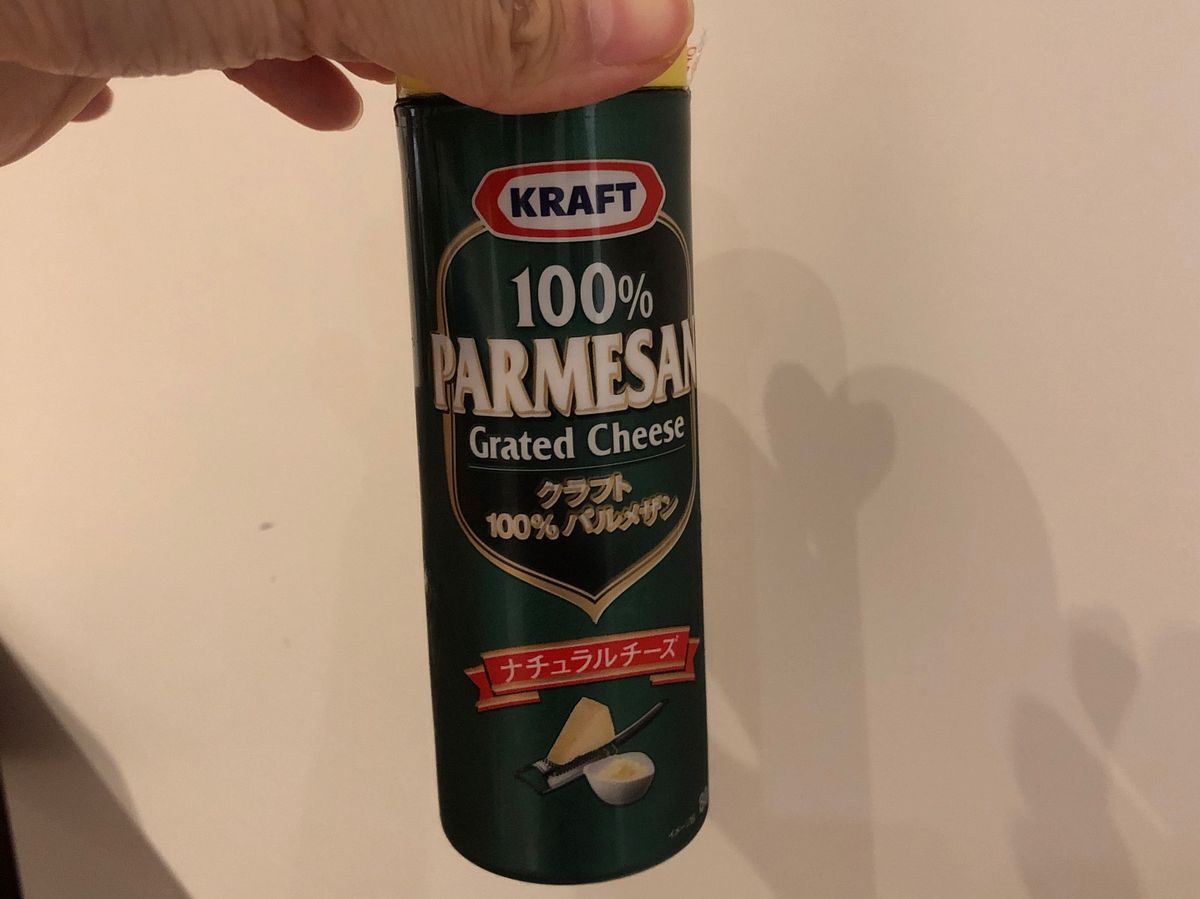 KRAFT
100%
PARMESAN
Grated Cheese
クラフト
100% パルメザン
ナチュラルチーズ